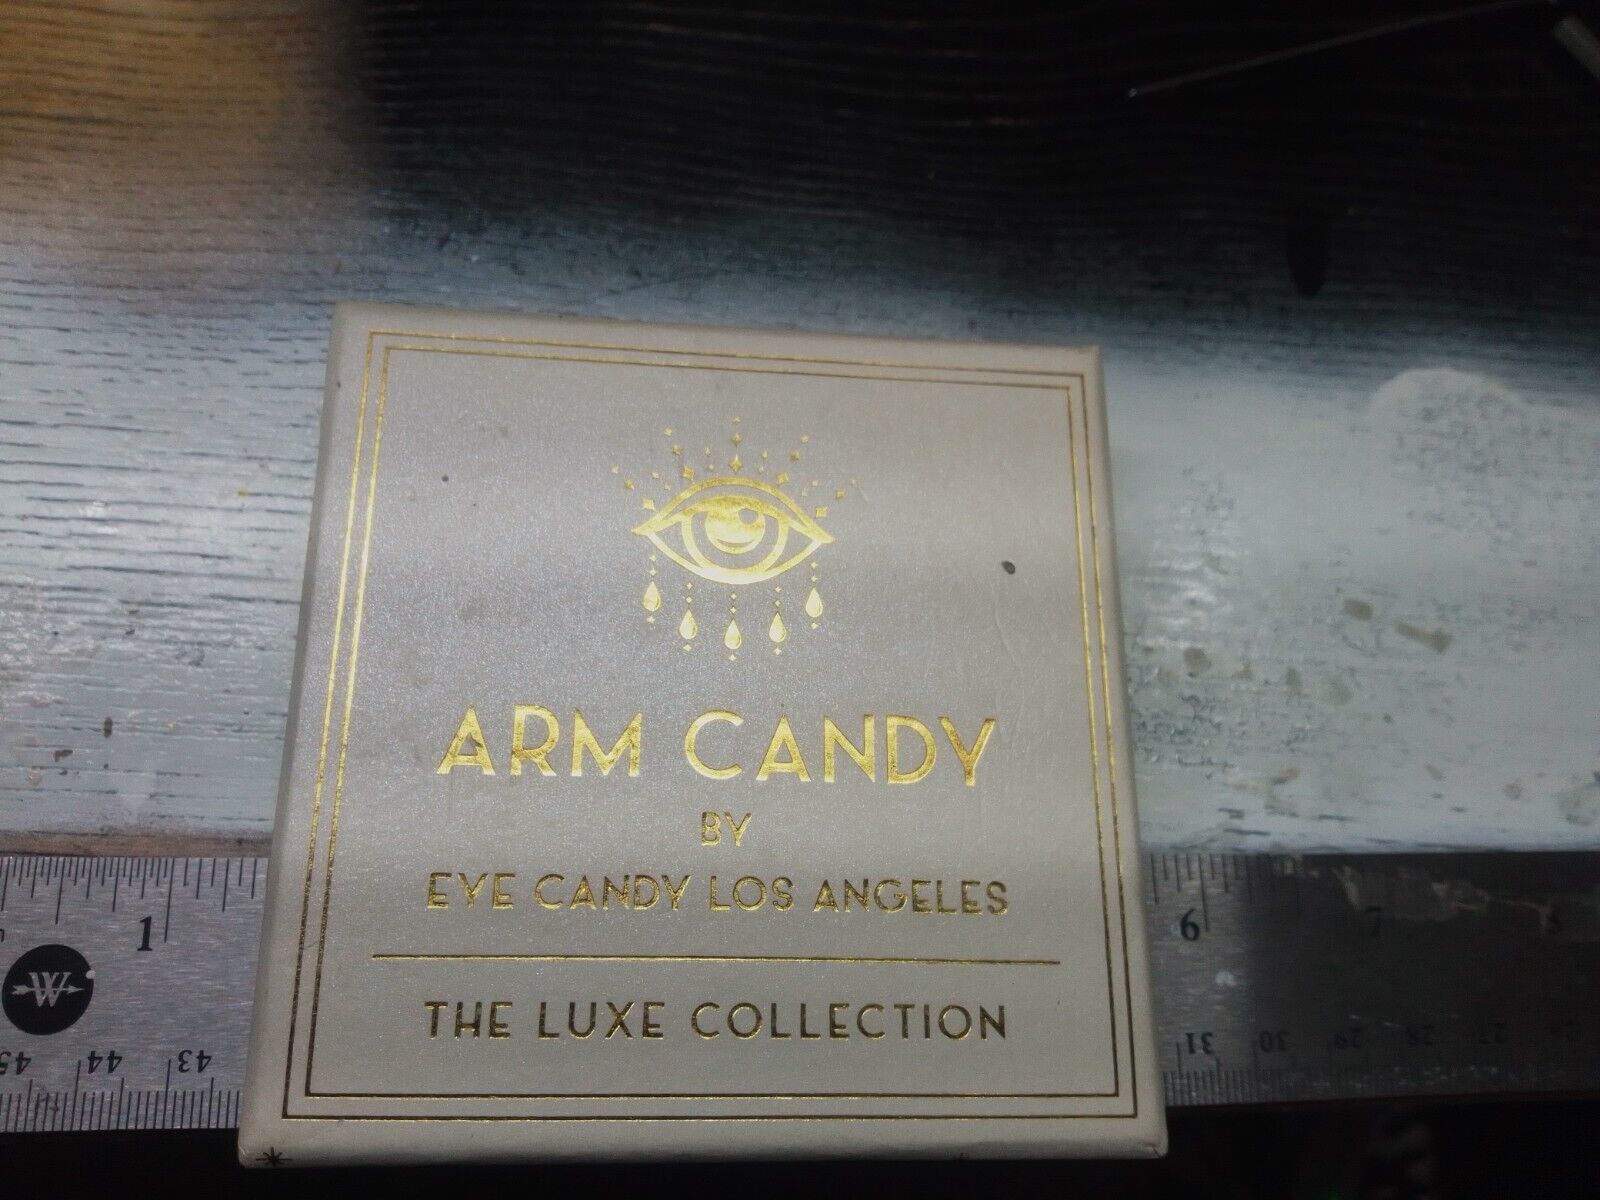 ARM CANDY
BY
EYE CANDY LOS ANGELES
THE LUXE COLLECTION
1
6
7
8
W
45
44
43
31
30
29
28
27